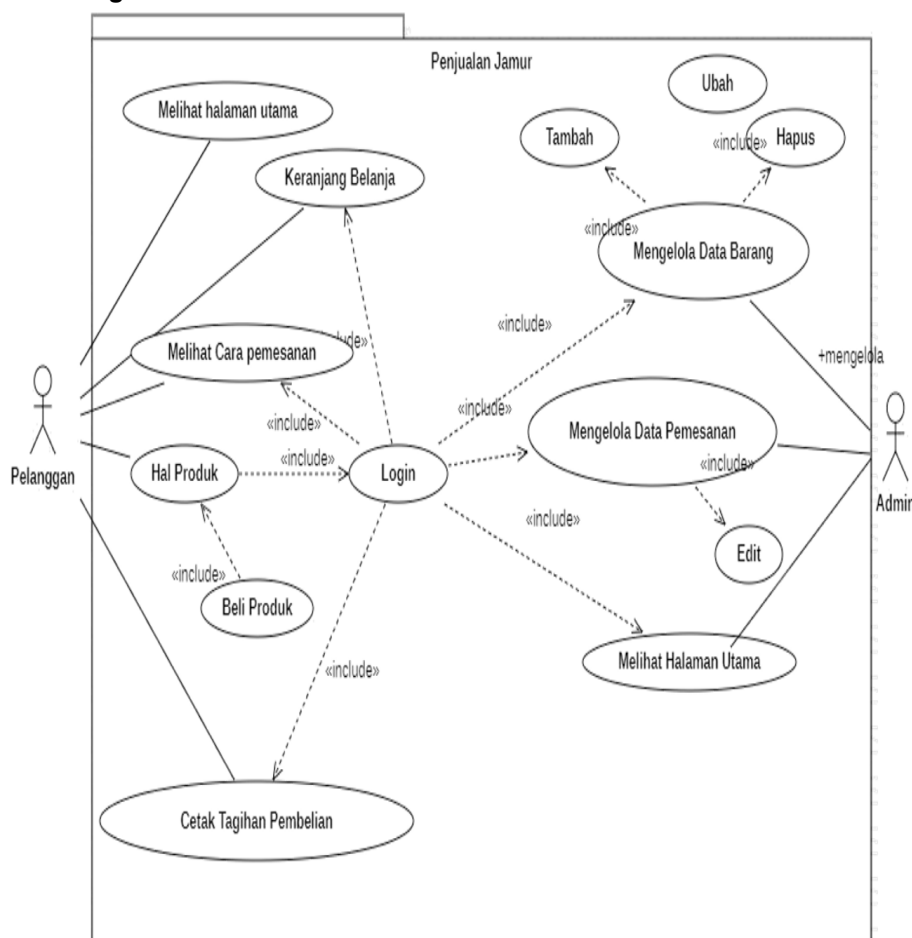 Penjualan Jamur
Melihat halaman utama
Ubah
Tambah
«include» Hapus
Keranjang Belanja
«include»
Mengelola Data Barang
«include»
Melihat Cara pemesanan
+mengelola
«include»
«include»
Mengelola Data Pemesanan
«include»
Hal Produk
Login
«include»
Pelanggan
Admin
«include»
Edit
«include»
Beli Produk
Melihat Halaman Utama
«include»
Cetak Tagihan Pembelian